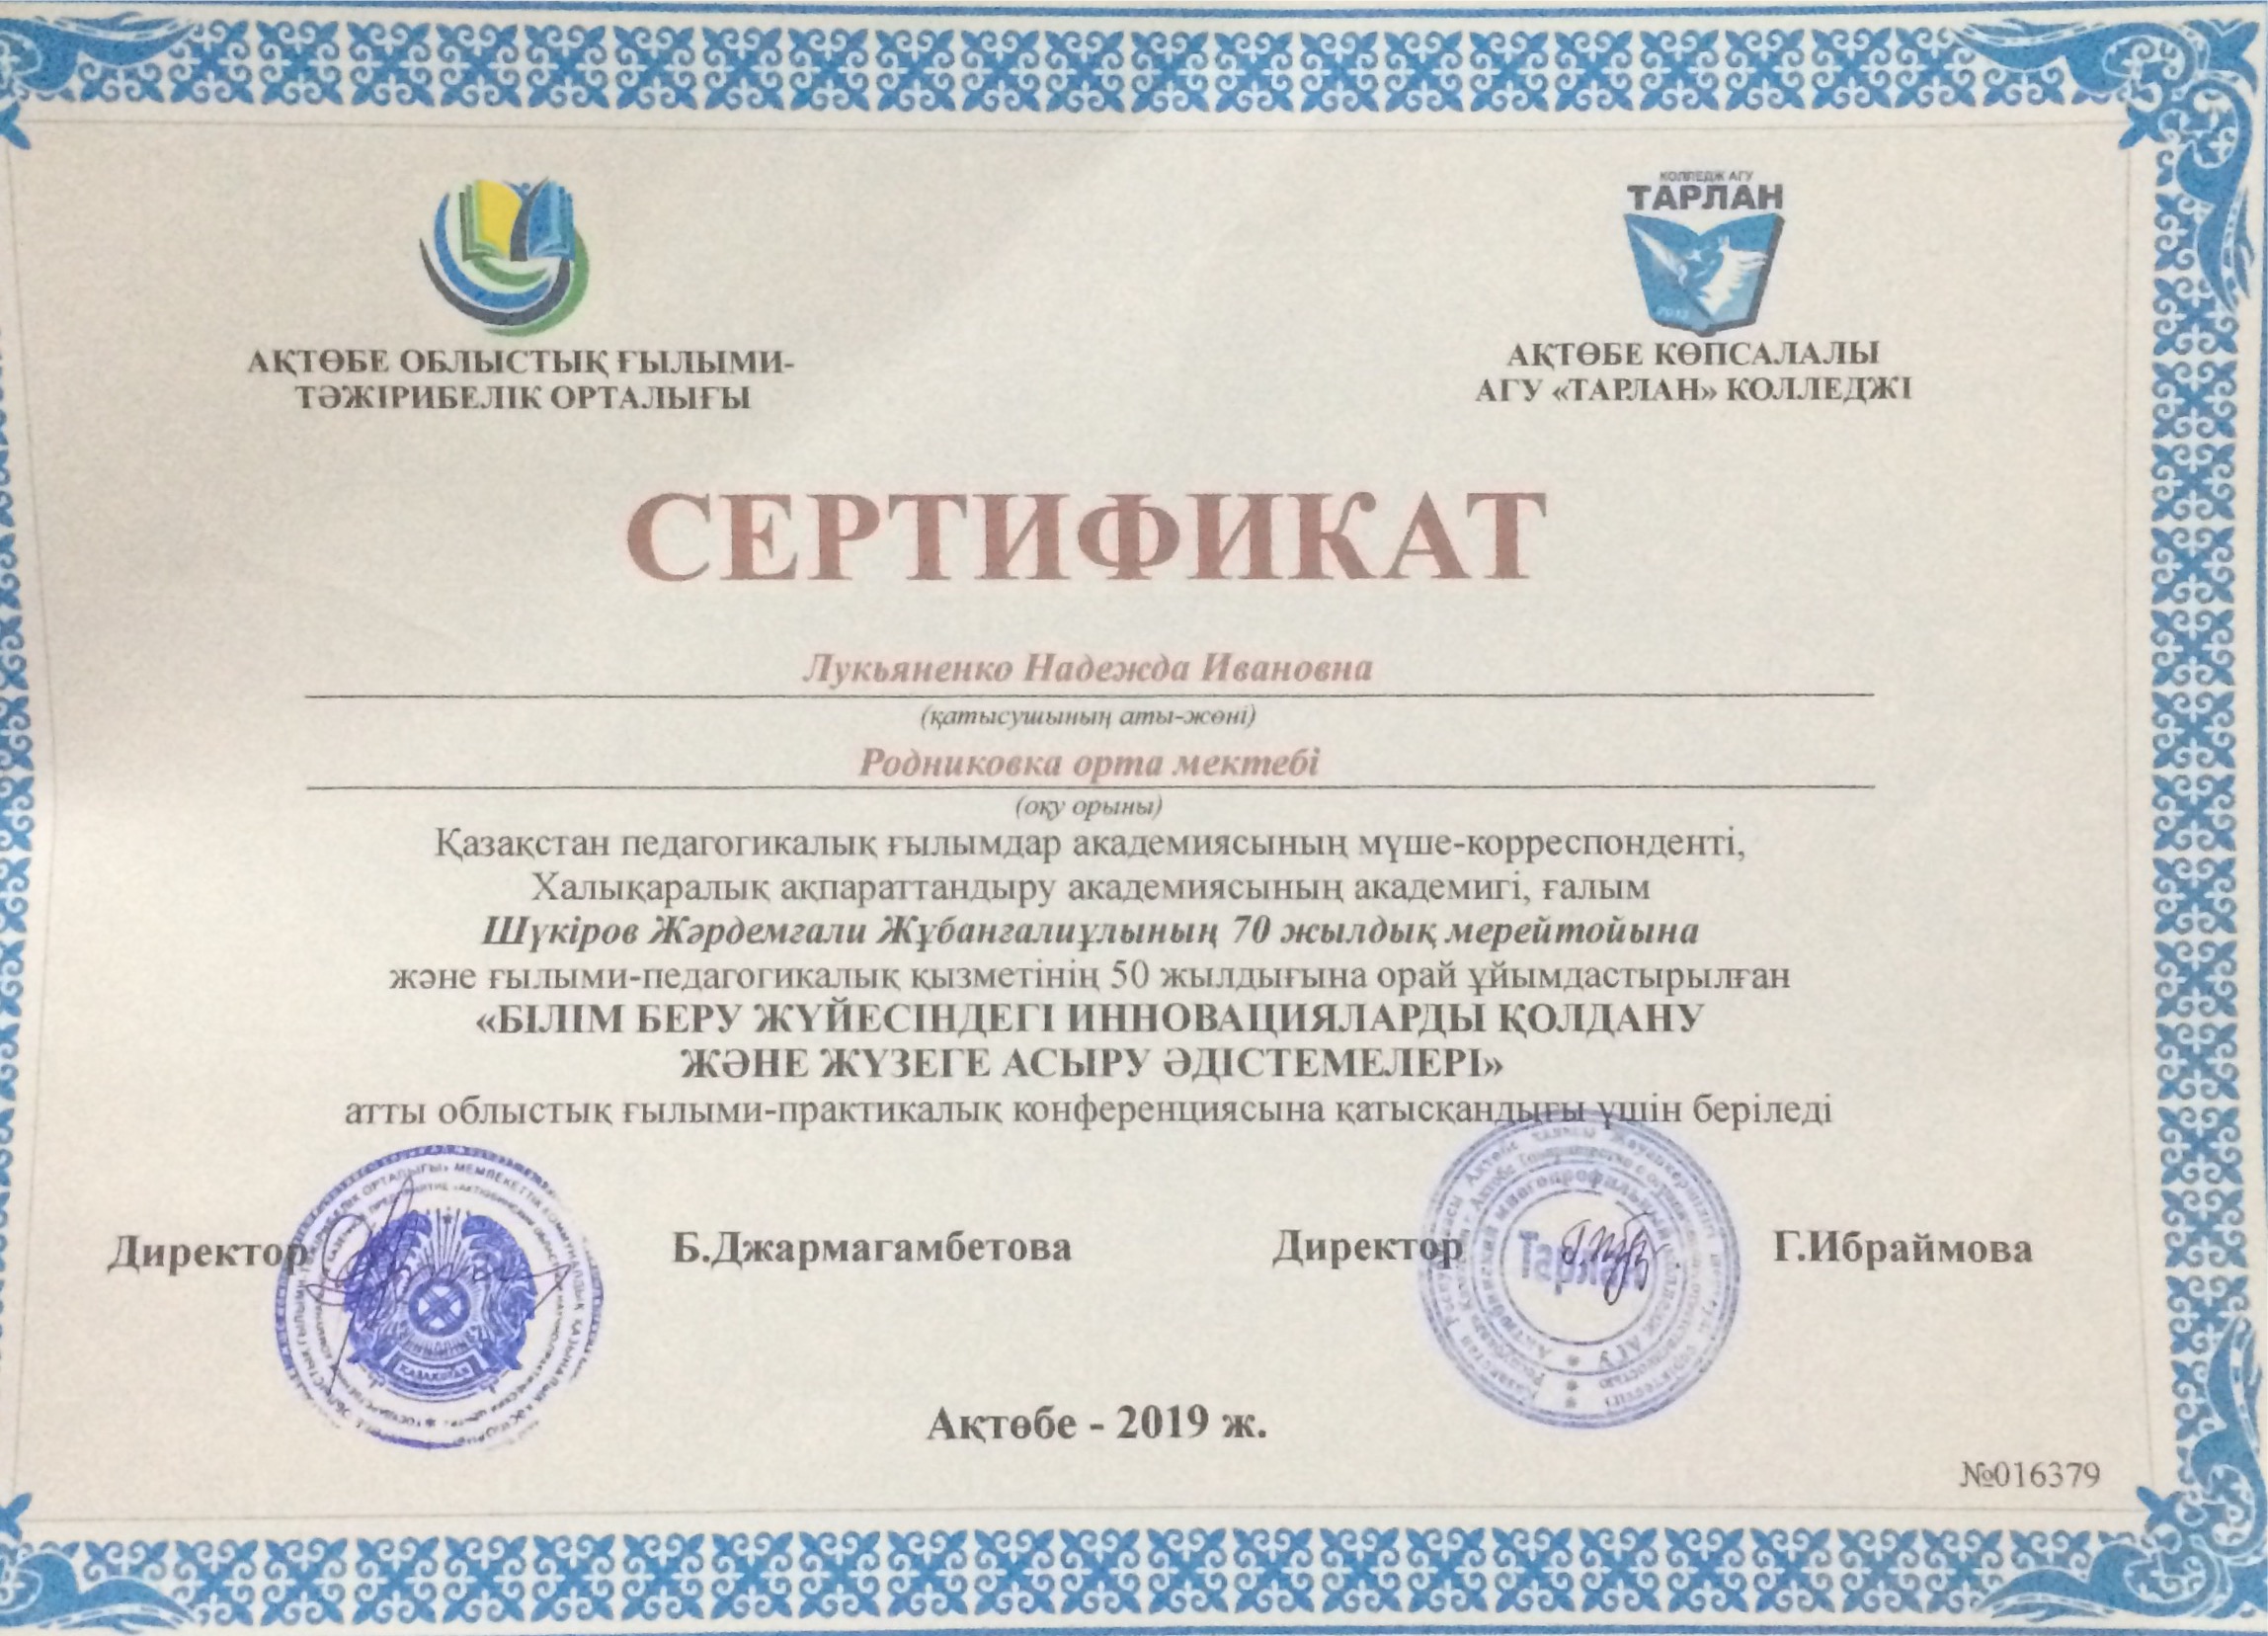 АҚТӨБЕ ОБЛЫСТЫҚ ҒЫЛЫМИ-
ТӘЖІРИБЕЛІК ОРТАЛЫҒЫ
КОЛЛЕДЖ АГУ
ТАРЛАН
АҚТӨБЕ КӨПСАЛАЛЫ
АГУ «ТАРЛАН» КОЛЛЕДЖІ
СЕРТИФИКАТ
Лукьяненко Надежда Ивановна
(қатысушының аты-жөні)
Родниковка орта мектебі
(оқу орыны)
Қазақстан педагогикалық ғылымдар академиясының мүше-корреспонденті,
Халықаралық ақпараттандыру академиясының академигі, ғалым
Шүкіров Жәрдемғали Жұбанғалиұлының 70 жылдық мерейтойына
және ғылыми-педагогикалық қызметінің 50 жылдығына орай ұйымдастырылған
«БІЛІМ БЕРУ ЖҮЙЕСІНДЕГІ ИННОВАЦИЯЛАРДЫ ҚОЛДАНУ
ЖӘНЕ ЖҮЗЕГЕ АСЫРУ ӘДІСТЕМЕЛЕРІ»
атты облыстық ғылыми-практикалық конференциясына қатысқандығы үшін беріледі
Директор Б.Джармагамбетова Директор Г.Ибраймова
Тарлан
Ақтөбе - 2019 ж.
№016379